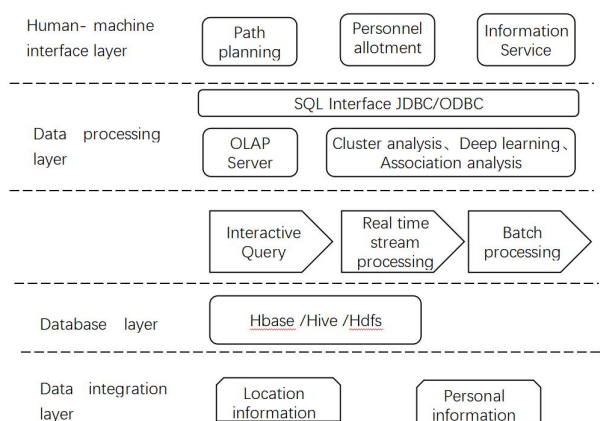 Human- machine
interface layer
Path
planning
Personnel
allotment
Information
Service
SQL Interface JDBC/ODBC
Data processing
layer
OLAP
Server
Cluster analysis、Deep learning、
Association analysis
Interactive
Query
Real time
stream
processing
Batch
processing
Database layer
Hbase /Hive /Hdfs
Data integration
layer
Location
information
Personal
information